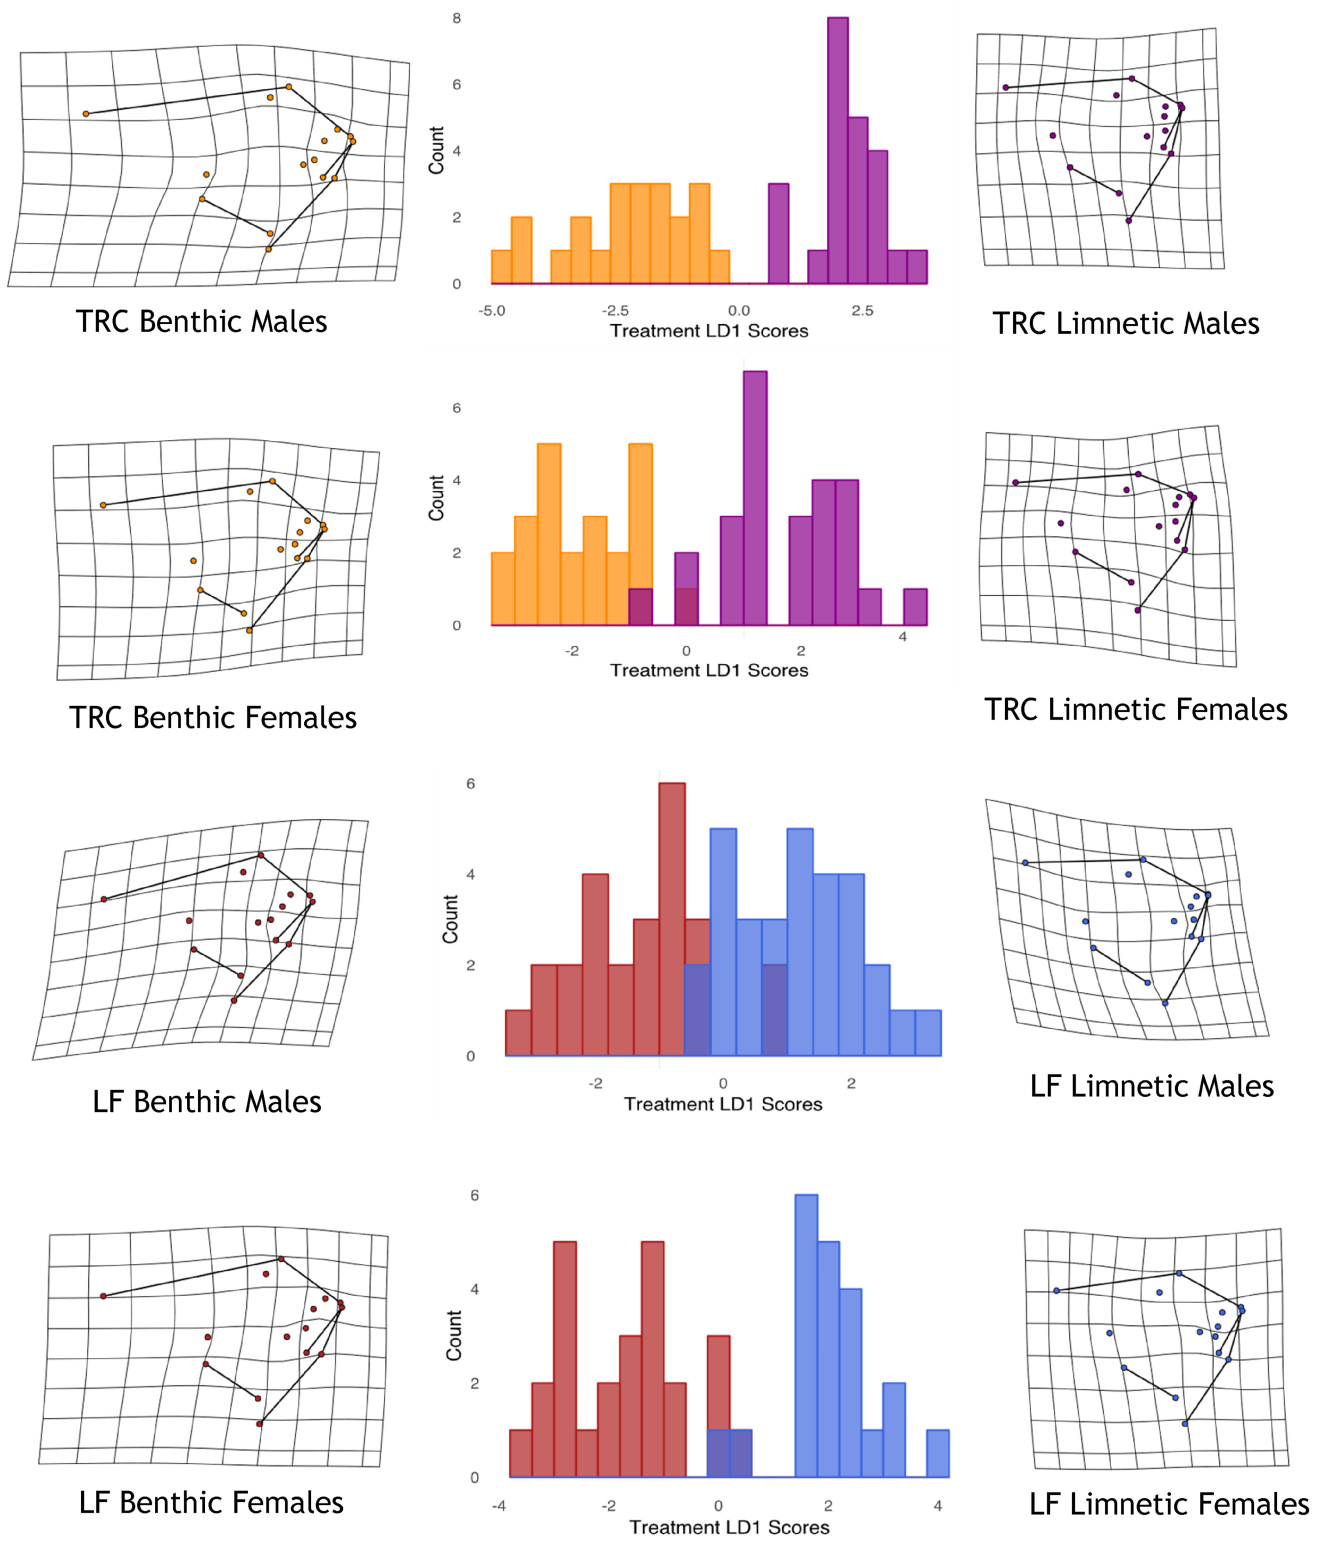 8
6
4
2
0
Count
-5.0 -2.5 0.0 2.5
Treatment LD1 Scores
TRC Benthic Males
TRC Limnetic Males
6
4
2
0
Count
-2 0 2 4
Treatment LD1 Scores
TRC Benthic Females
TRC Limnetic Females
6
4
2
0
Count
-2 0 2
Treatment LD1 Scores
LF Benthic Males
LF Limnetic Males
6
4
2
0
Count
-4 -2 0 2 4
Treatment LD1 Scores
LF Benthic Females
LF Limnetic Females